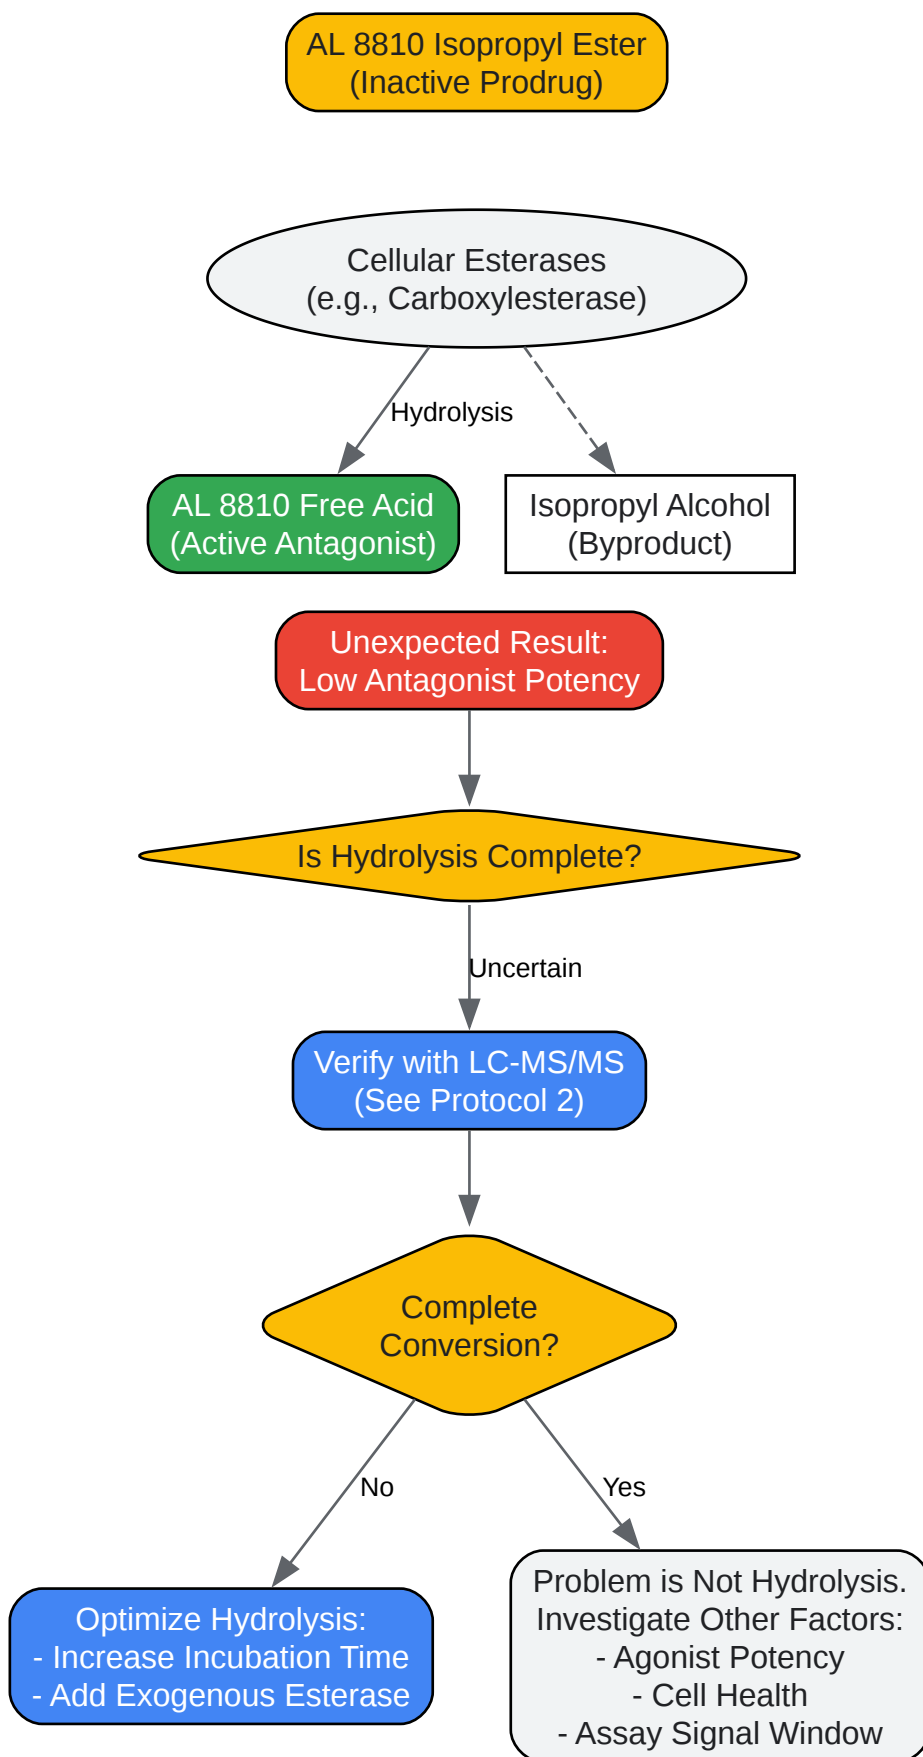 AL 8810 Isopropyl Ester
(Inactive Prodrug)
Cellular Esterases
(e.g., Carboxylesterase)
Hydrolysis
AL 8810 Free Acid
(Active Antagonist)
Isopropyl Alcohol
(Byproduct)
Unexpected Result:
Low Antagonist Potency
Is Hydrolysis Complete?
Uncertain
Verify with LC-MS/MS
(See Protocol 2)
Complete
Conversion?
No
Yes
Optimize Hydrolysis:
- Increase Incubation Time
- Add Exogenous Esterase
Problem is Not Hydrolysis.
Investigate Other Factors:
- Agonist Potency
- Cell Health
- Assay Signal Window